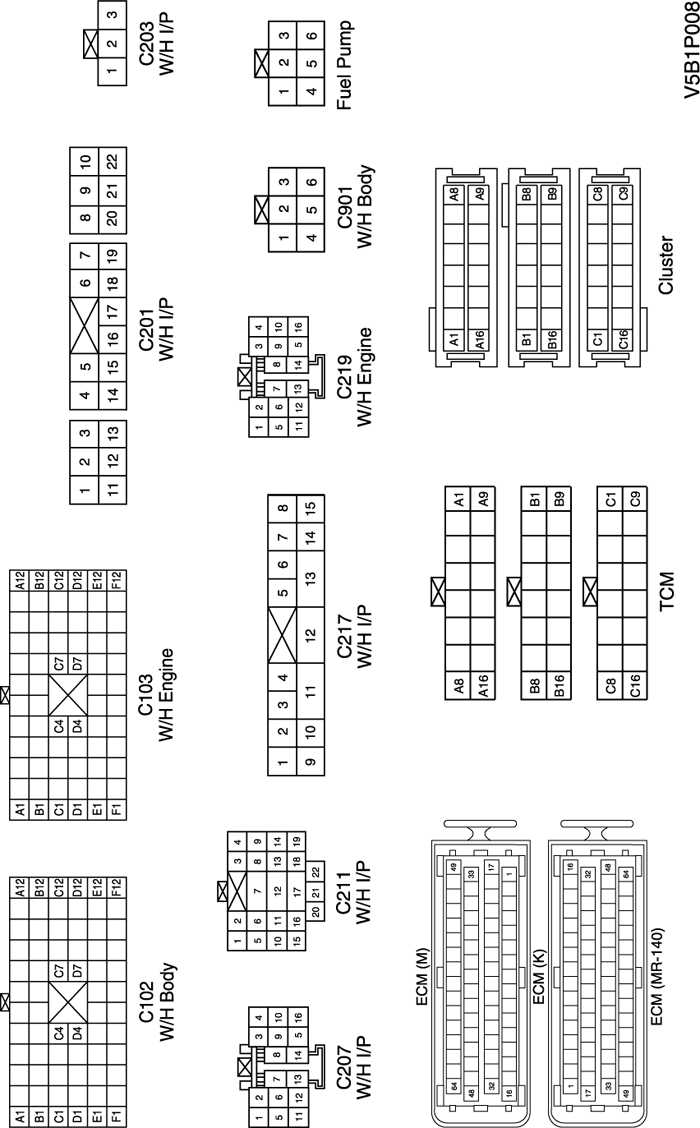 A1 A12
B1 B12
C1 C4 C7 C12
D1 D4 D7 D12
E1 E12
F1 F12
C102
W/H Body
A1 A12
B1 B12
C1 C4 C7 C12
D1 D4 D7 D12
E1 E12
F1 F12
C103
W/H Engine
1 2 3 4 5 6 7 8 9 10
11 12 13 14 15 16 17 18 19 20 21 22
C201
W/H I/P
1 2 3
C203
W/H I/P
1 2 3 4
5 6 7 8 9 10
11 12 13 14 5 16
C207
W/H I/P
1 2 3 4
5 6 7 8 9
10 11 12 13 14
15 16 17 18 19
20 21 22
C211
W/H I/P
1 2 3 4 5 6 7 8
9 10 11 12 13 14 15
C217
W/H I/P
1 2 3 4
5 6 7 8 9 10
11 12 13 14 5 16
C219
W/H Engine
1 2 3
4 5 6
C901
W/H Body
1 2 3
4 5 6
Fuel Pump
ECM (M)
64 49
48 33
32 17
16 1
ECM (K)
1 16
17 32
33 48
49 64
ECM (MR-140)
A8 A1
A16 A9
B8 B1
B16 B9
C8 C1
C16 C9
TCM
A1 A8
A16 A9
B1 B8
B16 B9
C1 C8
C16 C9
Cluster
V5B1P008